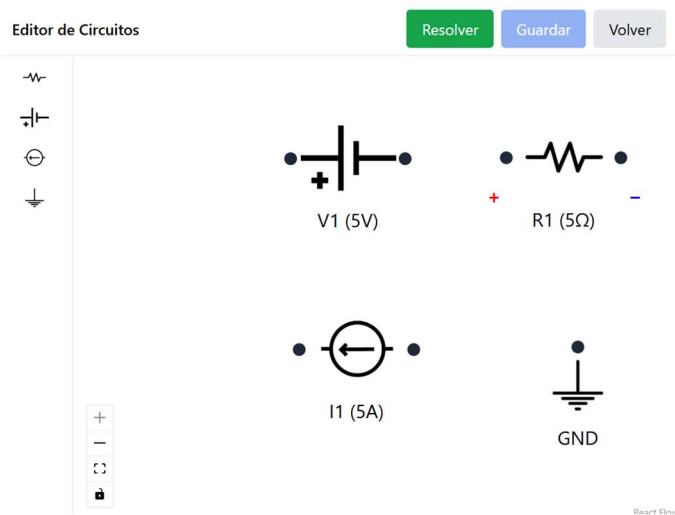 Editor de Circuitos
Resolver
Guardar
Volver
V1 (5V)
R1 (5Ω)
I1 (5A)
GND
React Flow